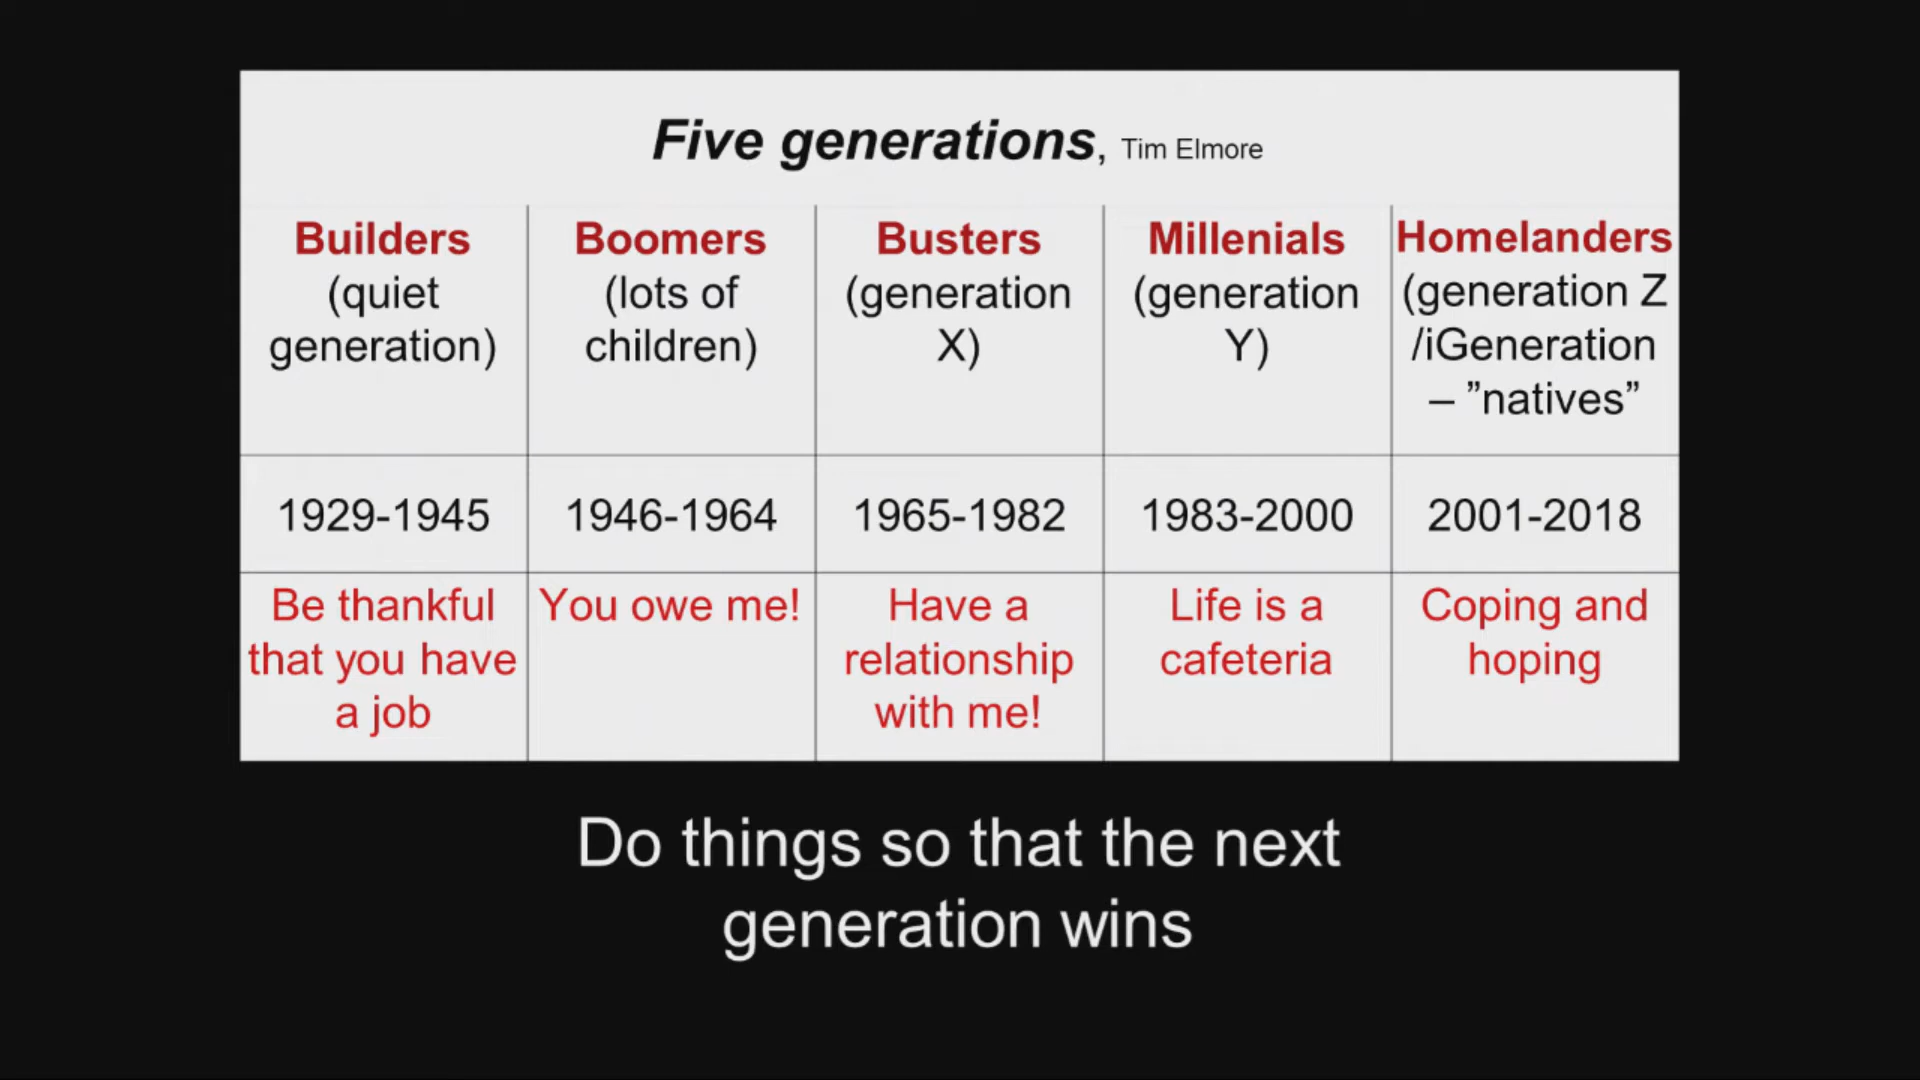 Five generations, Tim Elmore
Builders
(quiet
generation)
Boomers
(lots of
children)
Busters
(generation
X)
Millenials
(generation
Y)
Homelanders
(generation Z
/iGeneration
– ”natives”
1929-1945
1946-1964
1965-1982
1983-2000
2001-2018
Be thankful
that you have
a job
You owe me!
Have a
relationship
with me!
Life is a
cafeteria
Coping and
hoping
Do things so that the next
generation wins